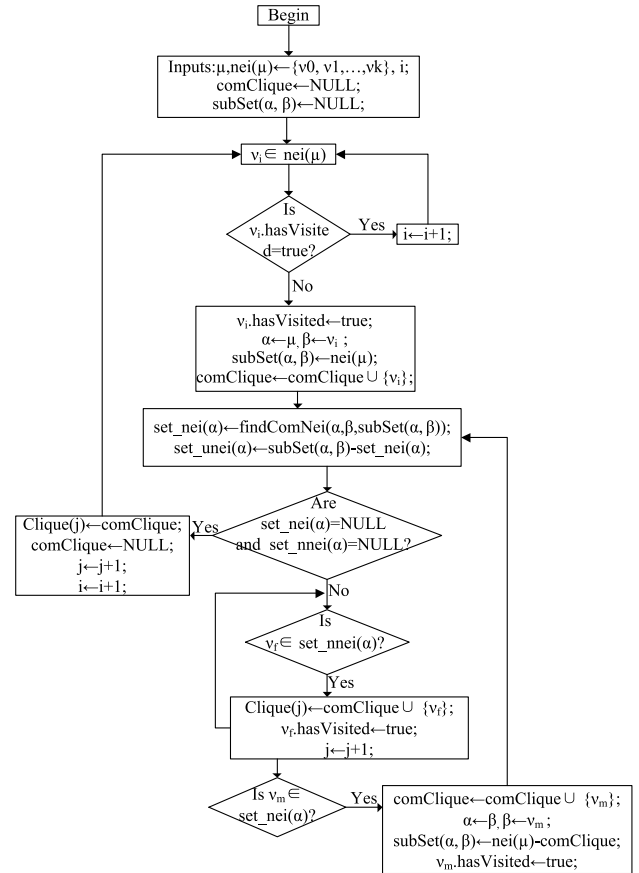 Begin
Inputs:μ,nei(μ)←{v0, v1,…,vk}, i;
comClique←NULL;
subSet(α, β)←NULL;
vi∈ nei(μ)
Is
vi.hasVisite
d=true?
Yes
i←i+1;
No
vi.hasVisited←true;
α←μ, β←vi ;
subSet(α, β)←nei(μ);
comClique←comClique∪ {vi};
set_nei(α)←findComNei(α,β,subSet(α, β));
set_unei(α)←subSet(α, β)-set_nei(α);
Are
set_nei(α)=NULL
and set_nnei(α)=NULL?
Yes
Clique(j)←comClique;
comClique←NULL;
j←j+1;
i←i+1;
No
Is
vf∈ set_nnei(α)?
Yes
Clique(j)←comClique∪ {vf};
vf.hasVisited←true;
j←j+1;
Is vm∈
set_nei(α)?
Yes
comClique←comClique∪ {vm};
α←β, β←vm ;
subSet(α, β)←nei(μ)-comClique;
vm.hasVisited←true;